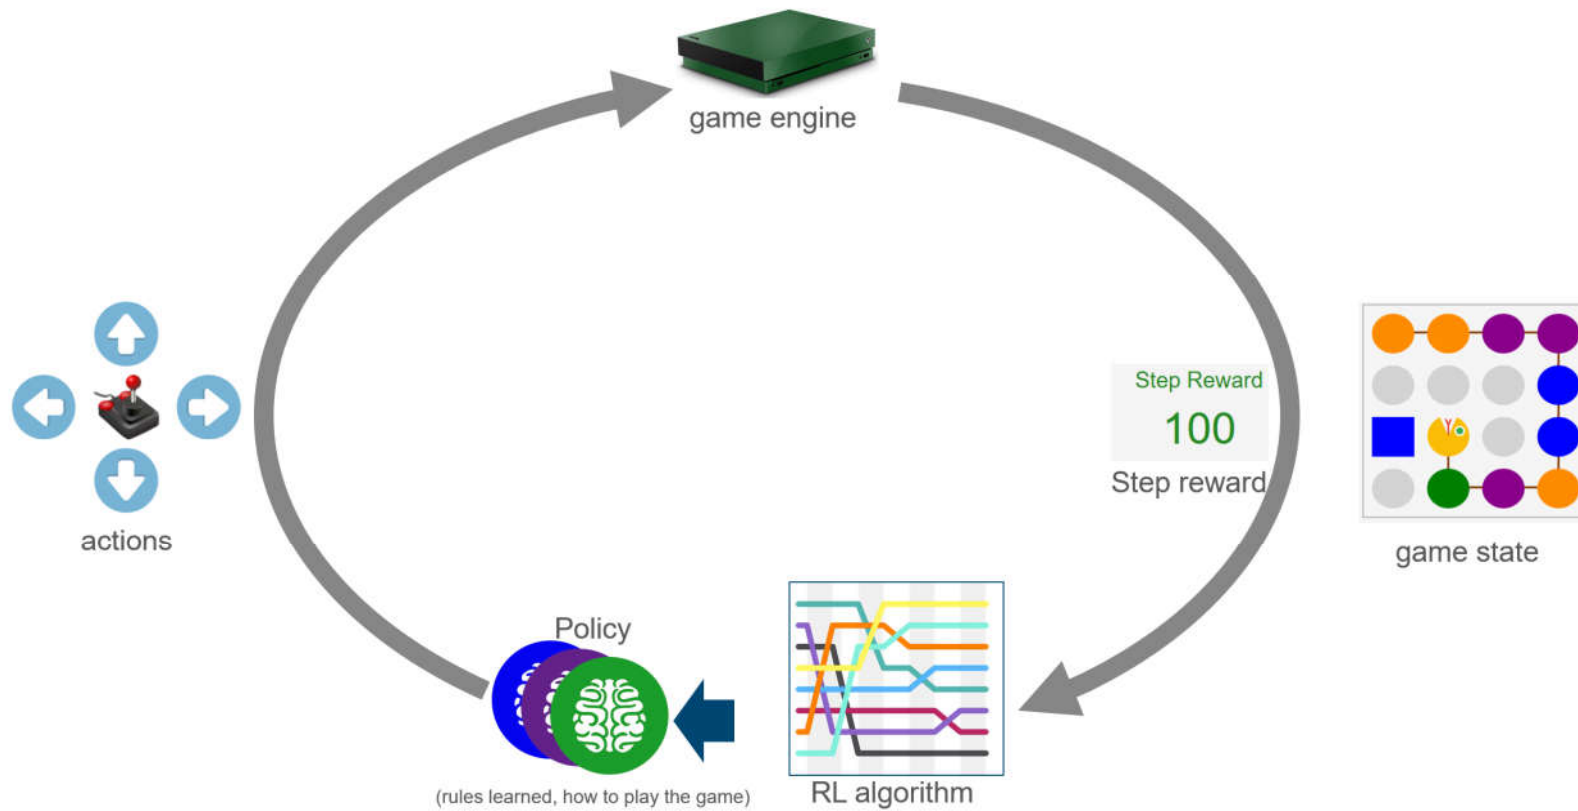 game engine
Step Reward
100
Step reward
actions
game state
Policy
(rules learned, how to play the game)
RL algorithm